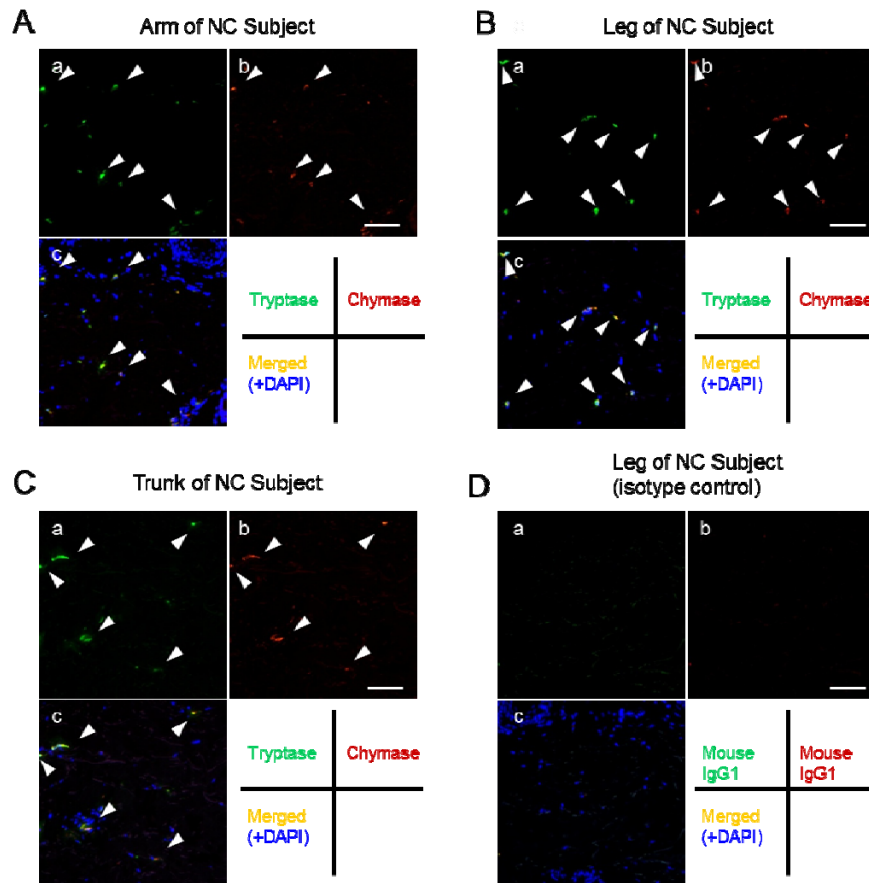 A
Arm of NC Subject
a
b
c
Tryptase
Chymase
Merged
(+DAPI)
B
Leg of NC Subject
a
b
c
Tryptase
Chymase
Merged
(+DAPI)
C
Trunk of NC Subject
a
b
c
Tryptase
Chymase
Merged
(+DAPI)
D
Leg of NC Subject
(isotype control)
a
b
c
Mouse
IgG1
Mouse
IgG1
Merged
(+DAPI)